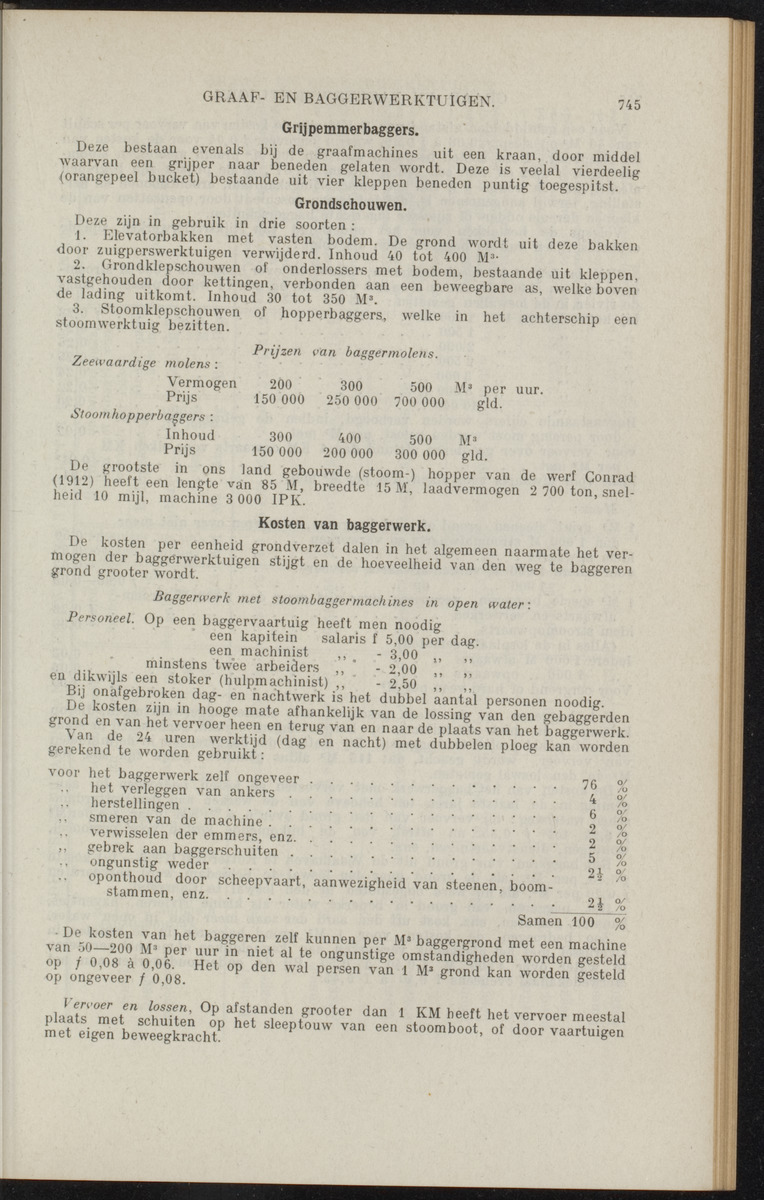 GRAAF- EN BAGGERWERKTUIGEN. 745
Grijpemmerbaggers.
Deze bestaan evenals bij de graafmachines uit een kraan, door middel
waarvan een grijper naar beneden gelaten wordt. Deze is veelal vierdeelig
(orangepeel bucket) bestaande uit vier kleppen beneden puntig toegespitst.
Grondschouwen.
Deze zijn in gebruik in drie soorten :
1. Elevatorbakken met vasten bodem. De grond wordt uit deze bakken
door zuigperswerktuigen verwijderd. Inhoud 40 tot 400 M³.
2. Grondklepschouwen of onderlossers met bodem, bestaande uit kleppen,
vastgehouden door kettingen, verbonden aan een beweegbare as, welke boven
de lading uitkomt. Inhoud 30 tot 350 M³.
3. Stoomklepschouwen of hopperbaggers, welke in het achterschip een
stoomwerktuig bezitten.
Prijzen van baggermolens.
Zeewaardige molens :
Vermogen 200 300 500 M³ per uur.
Prijs 150 000 250 000 700 000 gld.
Stoomhopperbaggers :
Inhoud 300 400 500 M³
Prijs 150 000 200 000 300 000 gld.
De grootste in ons land gebouwde (stoom-) hopper van de werf Conrad
(1912) heeft een lengte van 85 M, breedte 15 M, laadvermogen 2 700 ton, snel-
heid 10 mijl, machine 3 000 IPK.
Kosten van baggerwerk.
De kosten per eenheid grondverzet dalen in het algemeen naarmate het ver-
mogen der baggerwerktuigen stijgt en de hoeveelheid van den weg te baggeren
grond grooter wordt.
Baggerwerk met stoombaggermachines in open water :
Personeel. Op een baggervaartuig heeft men noodig
een kapitein salaris f 5,00 per dag.
een machinist ,, - 3,00 ,, ,,
minstens twee arbeiders ,, - 2,00 ,, ,,
en dikwijls een stoker (hulpmachinist) ,, - 2,50 ,, ,,
Bij onafgebroken dag- en nachtwerk is het dubbel aantal personen noodig.
De kosten zijn in hooge mate afhankelijk van de lossing van den gebaggerden
grond en van het vervoer heen en terug van en naar de plaats van het baggerwerk.
Van de 24 uren werktijd (dag en nacht) met dubbelen ploeg kan worden
gerekend te worden gebruikt :
voor het baggerwerk zelf ongeveer . . . . . . . . . . . . 76 %
,, het verleggen van ankers . . . . . . . . . . . . . 4 %
,, herstellingen . . . . . . . . . . . . . . . . . 6 %
,, smeren van de machine . . . . . . . . . . . . . 2 %
,, verwisselen der emmers, enz. . . . . . . . . . . . 2 %
,, gebrek aan baggerschuiten . . . . . . . . . . . . 5 %
,, ongunstig weder . . . . . . . . . . . . . . . 2½ %
,, oponthoud door scheepvaart, aanwezigheid van steenen, boom-
stammen, enz. . . . . . . . . . . . . . . . . 2½ %
Samen 100 %
De kosten van het baggeren zelf kunnen per M³ baggergrond met een machine
van 50—200 M³ per uur in niet al te ongunstige omstandigheden worden gesteld
op f 0,08 à 0,06. Het op den wal persen van 1 M³ grond kan worden gesteld
op ongeveer f 0,08.
Vervoer en lossen, Op afstanden grooter dan 1 KM heeft het vervoer meestal
plaats met schuiten op het sleeptouw van een stoomboot, of door vaartuigen
met eigen beweegkracht.